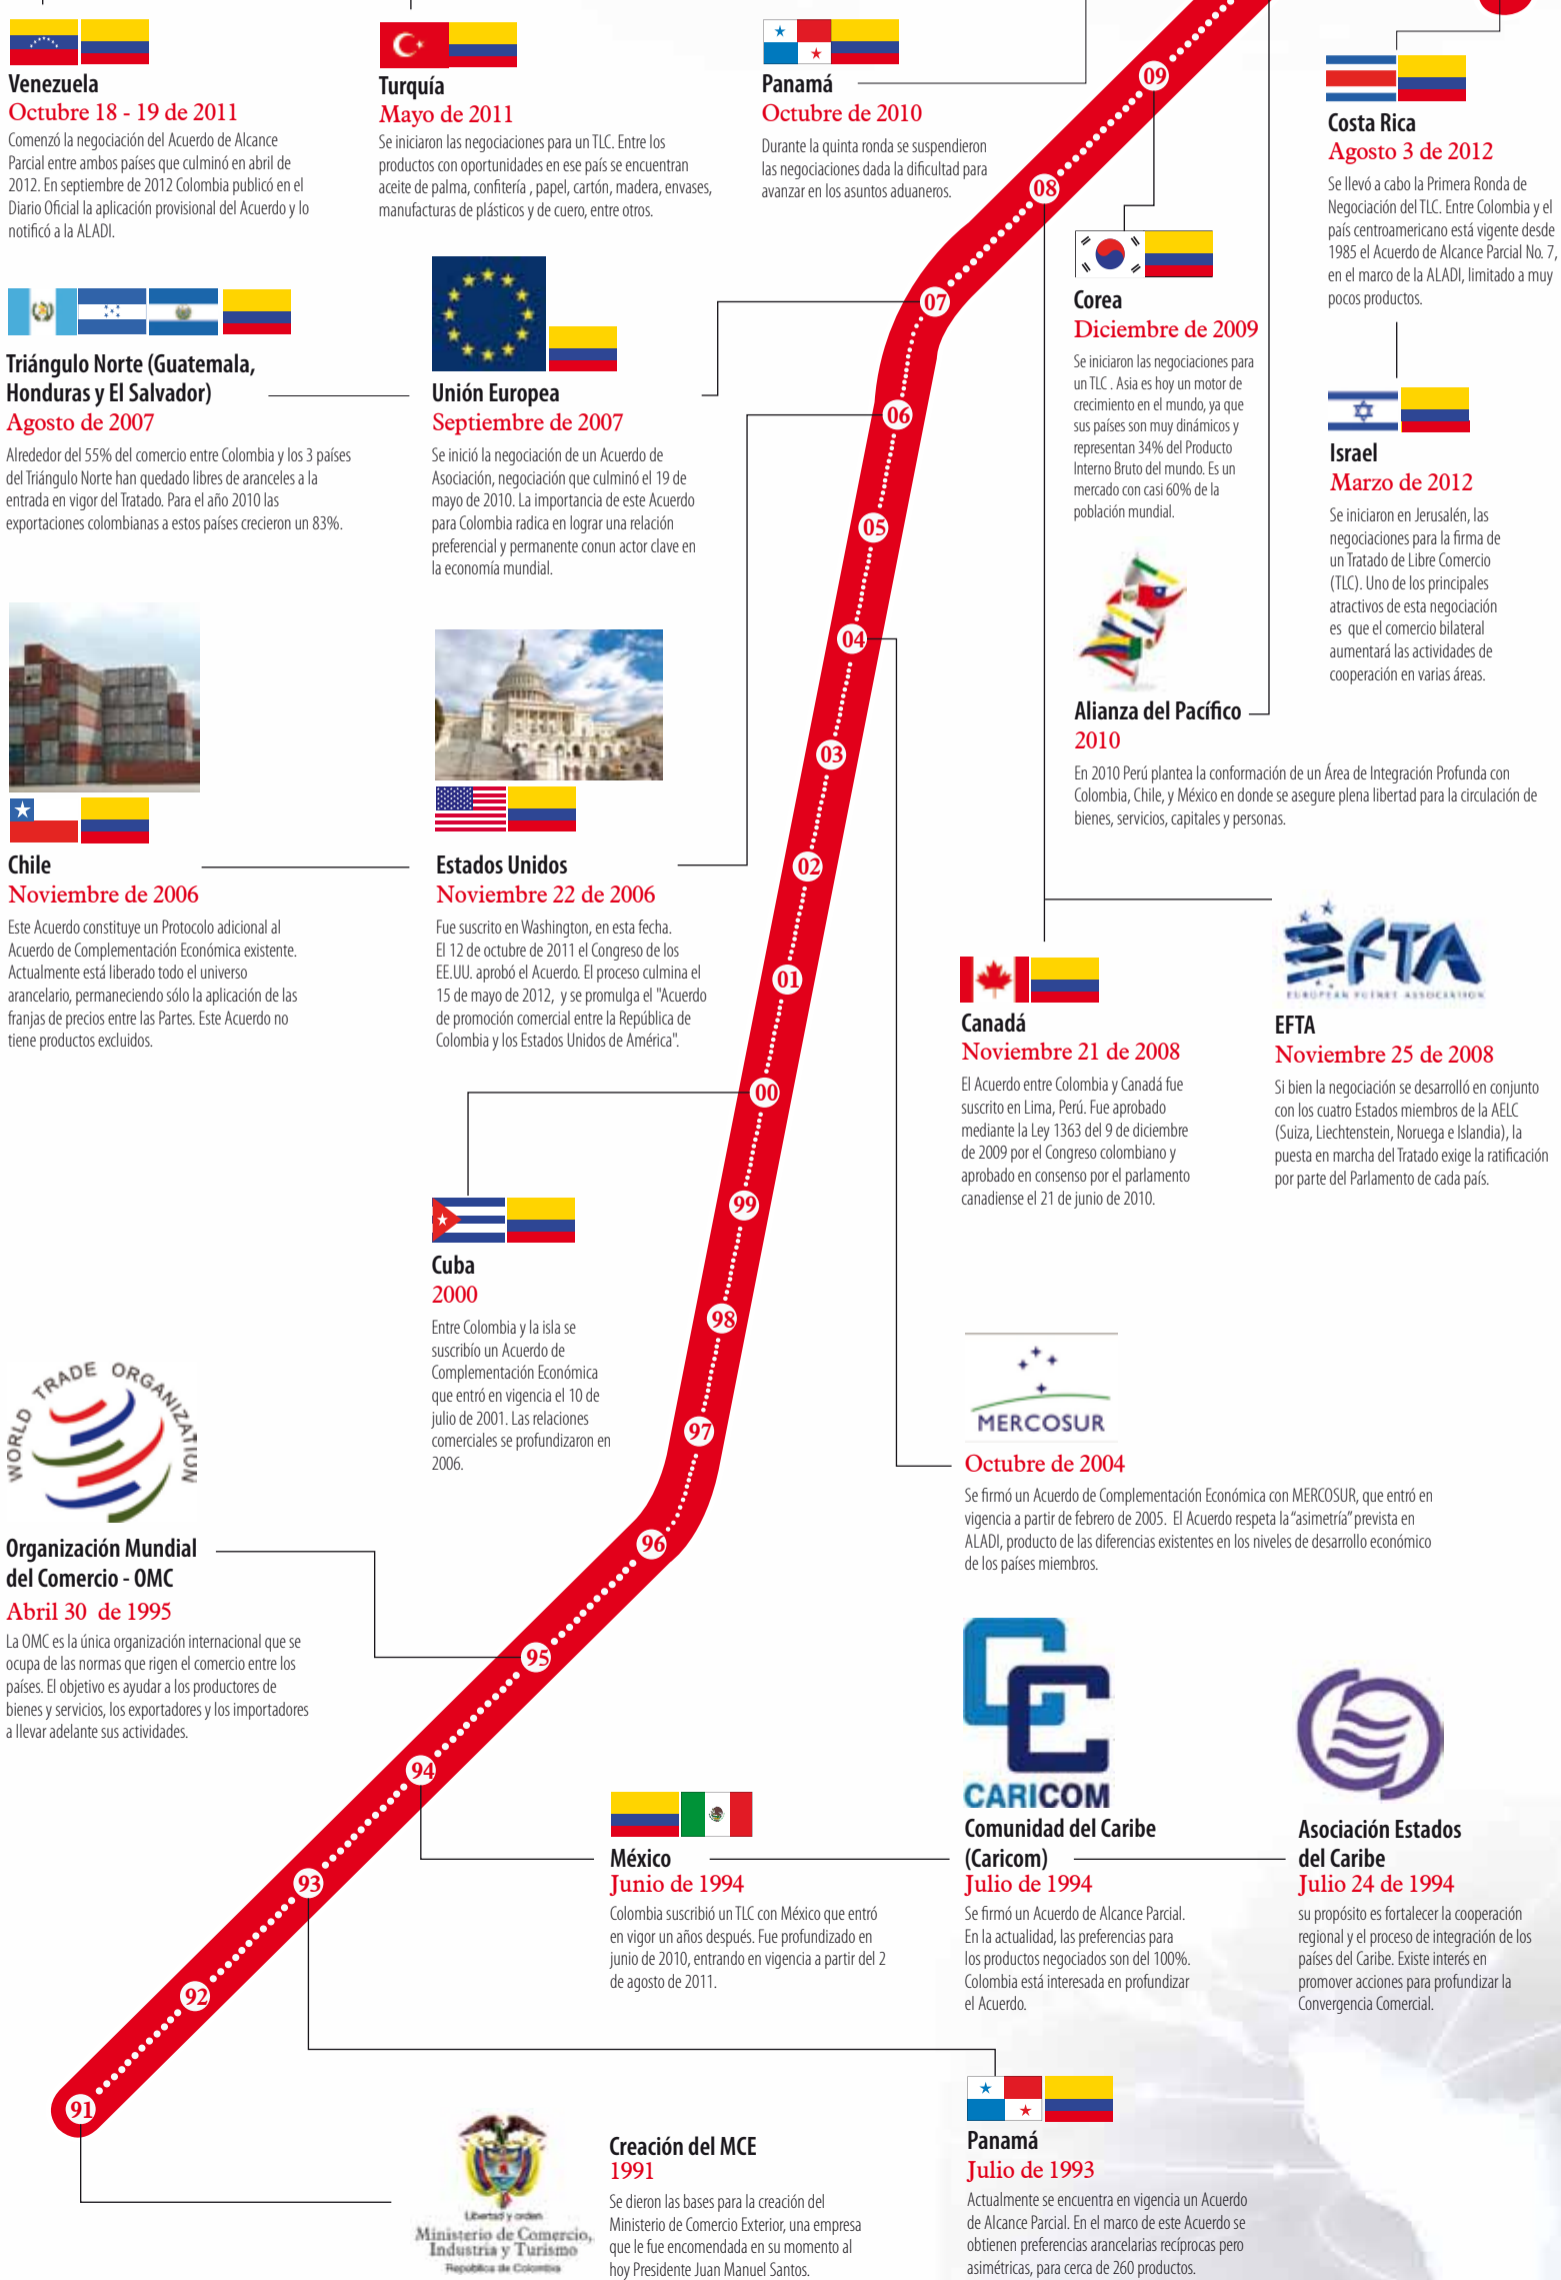 Venezuela
Octubre 18 - 19 de 2011
Comenzó la negociación del Acuerdo de Alcance
Parcial entre ambos países que culminó en abril de
2012. En septiembre de 2012 Colombia publicó en el
Diario Oficial la aplicación provisional del Acuerdo y lo
notificó a la ALADI.
Turquía
Mayo de 2011
Se iniciaron las negociaciones para un TLC. Entre los
productos con oportunidades en ese país se encuentran
aceite de palma, confitería , papel, cartón, madera, envases,
manufacturas de plásticos y de cuero, entre otros.
Panamá
Octubre de 2010
Durante la quinta ronda se suspendieron
las negociaciones dada la dificultad para
avanzar en los asuntos aduaneros.
Costa Rica
Agosto 3 de 2012
Se llevó a cabo la Primera Ronda de
Negociación del TLC. Entre Colombia y el
país centroamericano está vigente desde
1985 el Acuerdo de Alcance Parcial No. 7,
en el marco de la ALADI, limitado a muy
pocos productos.
09
08
07
06
05
04
03
02
01
00
99
98
97
96
95
94
93
92
91
Triángulo Norte (Guatemala,
Honduras y El Salvador)
Agosto de 2007
Alrededor del 55% del comercio entre Colombia y los 3 países
del Triángulo Norte han quedado libres de aranceles a la
entrada en vigor del Tratado. Para el año 2010 las
exportaciones colombianas a estos países crecieron un 83%.
Unión Europea
Septiembre de 2007
Se inició la negociación de un Acuerdo de
Asociación, negociación que culminó el 19 de
mayo de 2010. La importancia de este Acuerdo
para Colombia radica en lograr una relación
preferencial y permanente conun actor clave en
la economía mundial.
Corea
Diciembre de 2009
Se iniciaron las negociaciones para
un TLC . Asia es hoy un motor de
crecimiento en el mundo, ya que
sus países son muy dinámicos y
representan 34% del Producto
Interno Bruto del mundo. Es un
mercado con casi 60% de la
población mundial.
Israel
Marzo de 2012
Se iniciaron en Jerusalén, las
negociaciones para la firma de
un Tratado de Libre Comercio
(TLC). Uno de los principales
atractivos de esta negociación
es que el comercio bilateral
aumentará las actividades de
cooperación en varias áreas.
Alianza del Pacífico
2010
En 2010 Perú plantea la conformación de un Área de Integración Profunda con
Colombia, Chile, y México en donde se asegure plena libertad para la circulación de
bienes, servicios, capitales y personas.
Chile
Noviembre de 2006
Este Acuerdo constituye un Protocolo adicional al
Acuerdo de Complementación Económica existente.
Actualmente está liberado todo el universo
arancelario, permaneciendo sólo la aplicación de las
franjas de precios entre las Partes. Este Acuerdo no
tiene productos excluidos.
Estados Unidos
Noviembre 22 de 2006
Fue suscrito en Washington, en esta fecha.
El 12 de octubre de 2011 el Congreso de los
EE.UU. aprobó el Acuerdo. El proceso culmina el
15 de mayo de 2012, y se promulga el "Acuerdo
de promoción comercial entre la República de
Colombia y los Estados Unidos de América".
Canadá
Noviembre 21 de 2008
El Acuerdo entre Colombia y Canadá fue
suscrito en Lima, Perú. Fue aprobado
mediante la Ley 1363 del 9 de diciembre
de 2009 por el Congreso colombiano y
aprobado en consenso por el parlamento
canadiense el 21 de junio de 2010.
EFTA
EFTA
Noviembre 25 de 2008
Si bien la negociación se desarrolló en conjunto
con los cuatro Estados miembros de la AELC
(Suiza, Liechtenstein, Noruega e Islandia), la
puesta en marcha del Tratado exige la ratificación
por parte del Parlamento de cada país.
Cuba
2000
Entre Colombia y la isla se
suscribío un Acuerdo de
Complementación Económica
que entró en vigencia el 10 de
julio de 2001. Las relaciones
comerciales se profundizaron en
2006.
MERCOSUR
Octubre de 2004
Se firmó un Acuerdo de Complementación Económica con MERCOSUR, que entró en
vigencia a partir de febrero de 2005. El Acuerdo respeta la “asimetría” prevista en
ALADI, producto de las diferencias existentes en los niveles de desarrollo económico
de los países miembros.
WORLD TRADE ORGANIZATION
Organización Mundial
del Comercio - OMC
Abril 30 de 1995
La OMC es la única organización internacional que se
ocupa de las normas que rigen el comercio entre los
países. El objetivo es ayudar a los productores de
bienes y servicios, los exportadores y los importadores
a llevar adelante sus actividades.
México
Junio de 1994
Colombia suscribió un TLC con México que entró
en vigor un años después. Fue profundizado en
junio de 2010, entrando en vigencia a partir del 2
de agosto de 2011.
CARICOM
Comunidad del Caribe
(Caricom)
Julio de 1994
Se firmó un Acuerdo de Alcance Parcial.
En la actualidad, las preferencias para
los productos negociados son del 100%.
Colombia está interesada en profundizar
el Acuerdo.
Asociación Estados
del Caribe
Julio 24 de 1994
su propósito es fortalecer la cooperación
regional y el proceso de integración de los
países del Caribe. Existe interés en
promover acciones para profundizar la
Convergencia Comercial.
Libertad y orden
Ministerio de Comercio,
Industria y Turismo
República de Colombia
Creación del MCE
1991
Se dieron las bases para la creación del
Ministerio de Comercio Exterior, una empresa
que le fue encomendada en su momento al
hoy Presidente Juan Manuel Santos.
Panamá
Julio de 1993
Actualmente se encuentra en vigencia un Acuerdo
de Alcance Parcial. En el marco de este Acuerdo se
obtienen preferencias arancelarias recíprocas pero
asimétricas, para cerca de 260 productos.